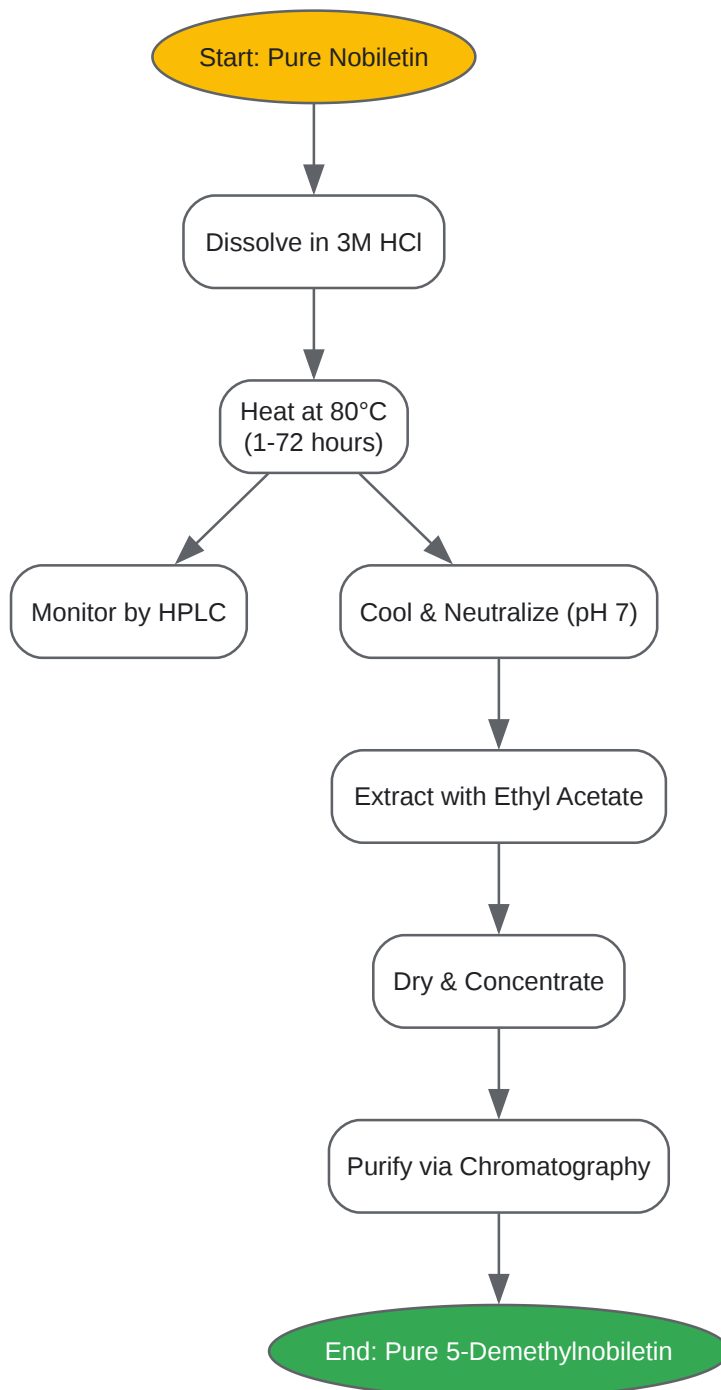 Start: Pure Nobiletin
Dissolve in 3M HCl
Heat at 80°C
(1-72 hours)
Monitor by HPLC
Cool & Neutralize (pH 7)
Extract with Ethyl Acetate
Dry & Concentrate
Purify via Chromatography
End: Pure 5-Demethylnobiletin